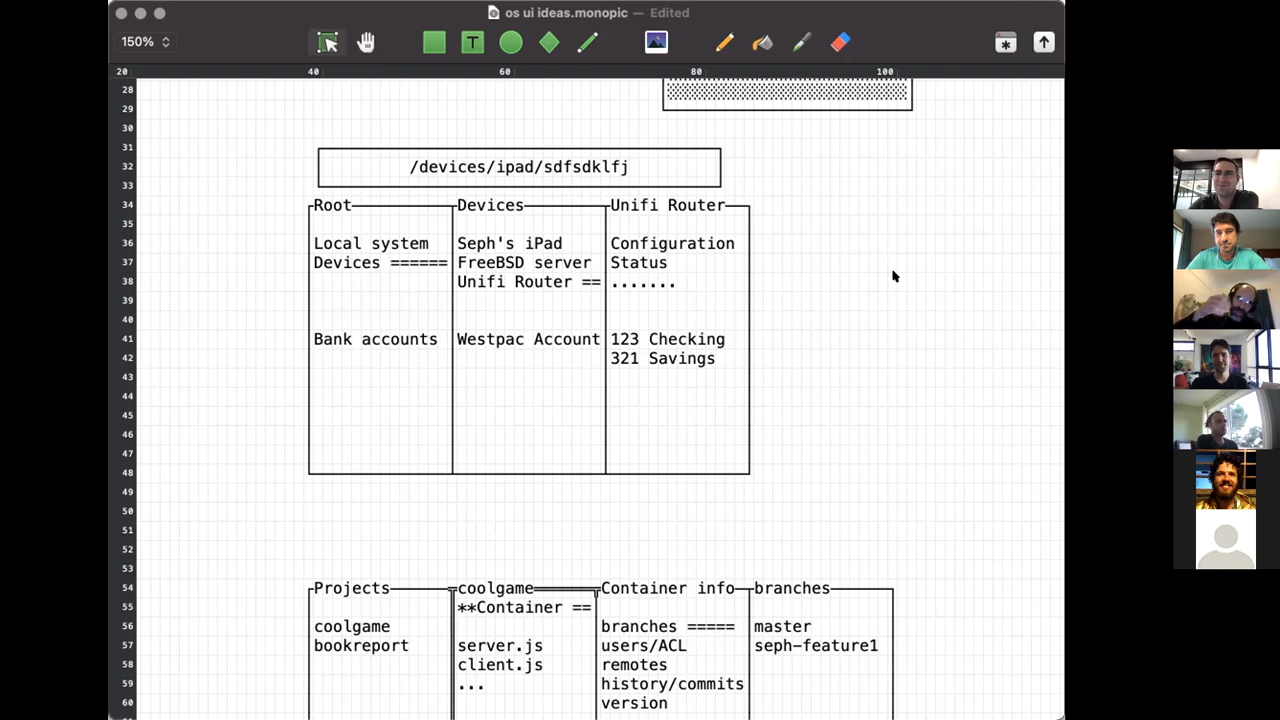 os ui ideas.monopic — Edited
150%
T
20 40 60 80 100
28
29
30
31
32 /devices/ipad/sdfsdklfj
33
34 Root Devices Unifi Router
35
36 Local system Seph's iPad Configuration
37 Devices ====== FreeBSD server Status
38 Unifi Router == .......
39
40
41 Bank accounts Westpac Account 123 Checking
42 321 Savings
43
44
45
46
47
48
49
50
51
52
53
54 Projects coolgame Container info branches
55 **Container ==
56 coolgame branches ===== master
57 bookreport server.js users/ACL seph-feature1
58 client.js remotes
59 ... history/commits
60 version